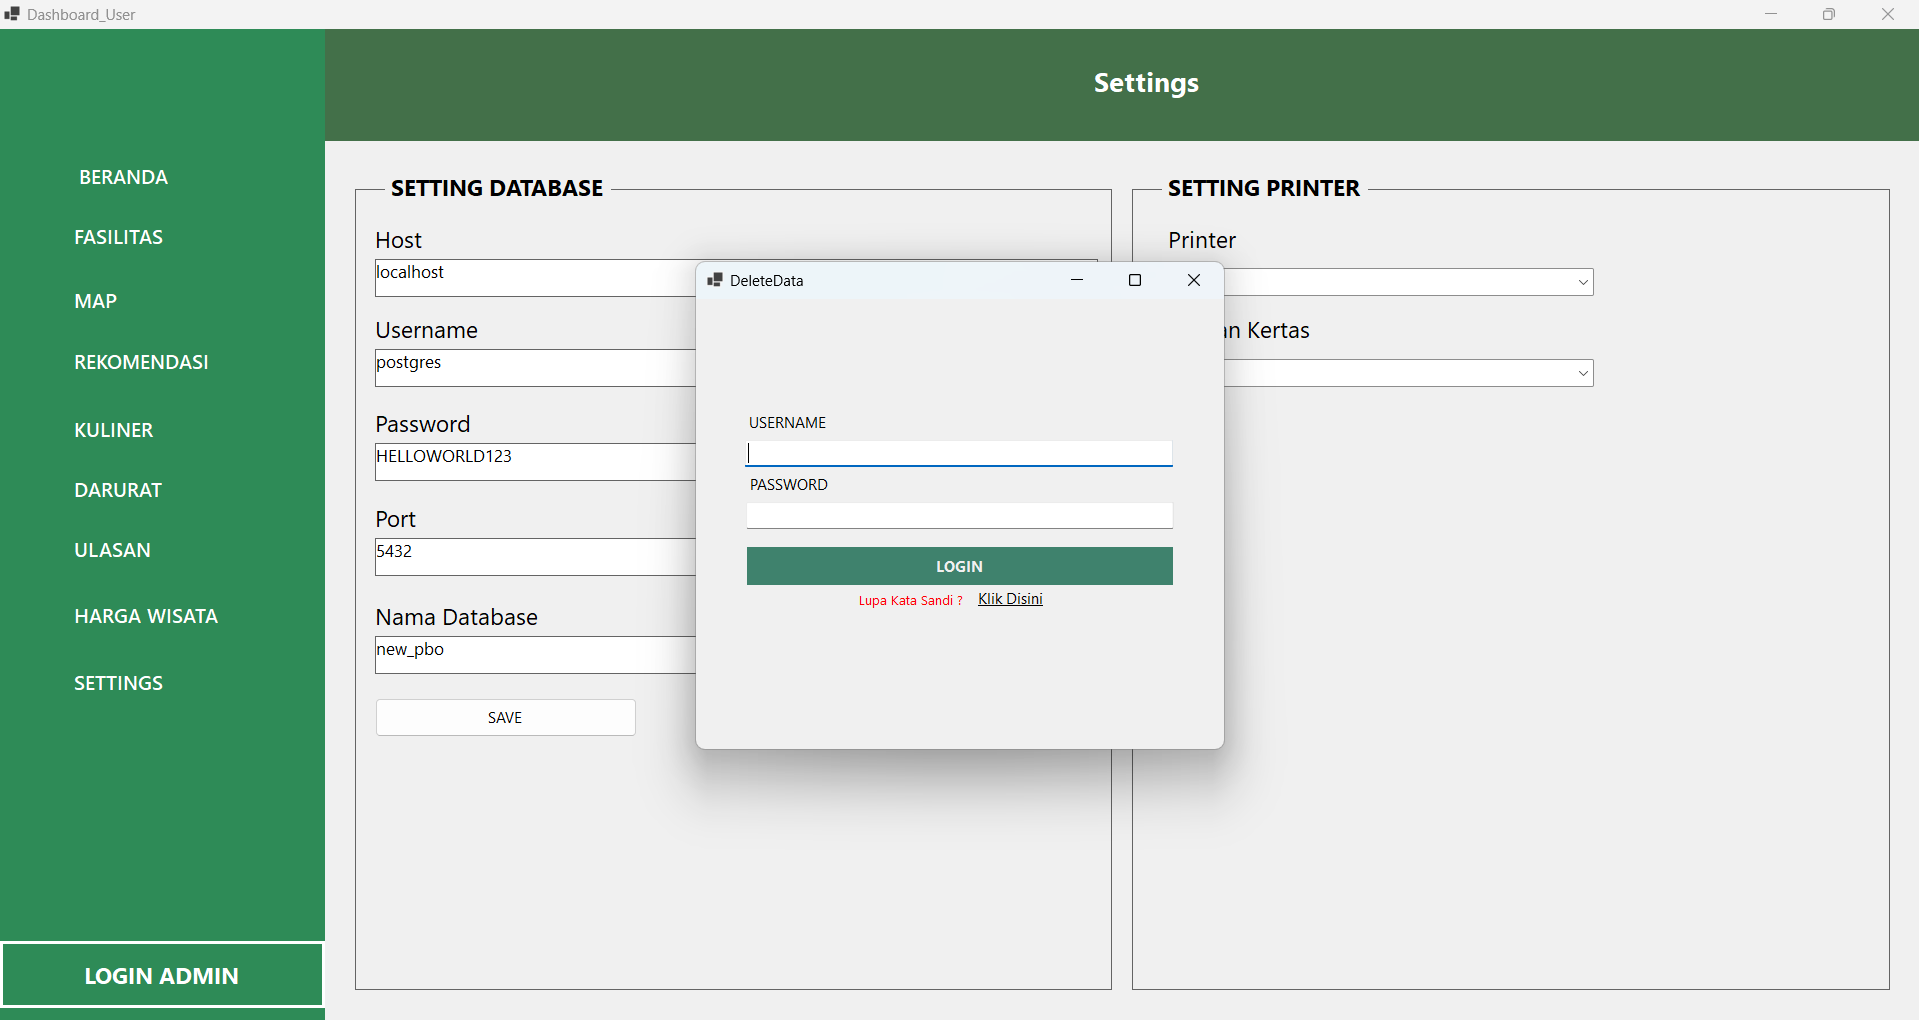 Dashboard_User
Settings
BERANDA
FASILITAS
MAP
REKOMENDASI
KULINER
DARURAT
ULASAN
HARGA WISATA
SETTINGS
LOGIN ADMIN
SETTING DATABASE
Host
localhost
Username
postgres
Password
HELLOWORLD123
Port
5432
Nama Database
new_pbo
SAVE
SETTING PRINTER
Printer
Kertas
DeleteData
USERNAME
PASSWORD
LOGIN
Lupa Kata Sandi ? Klik Disini